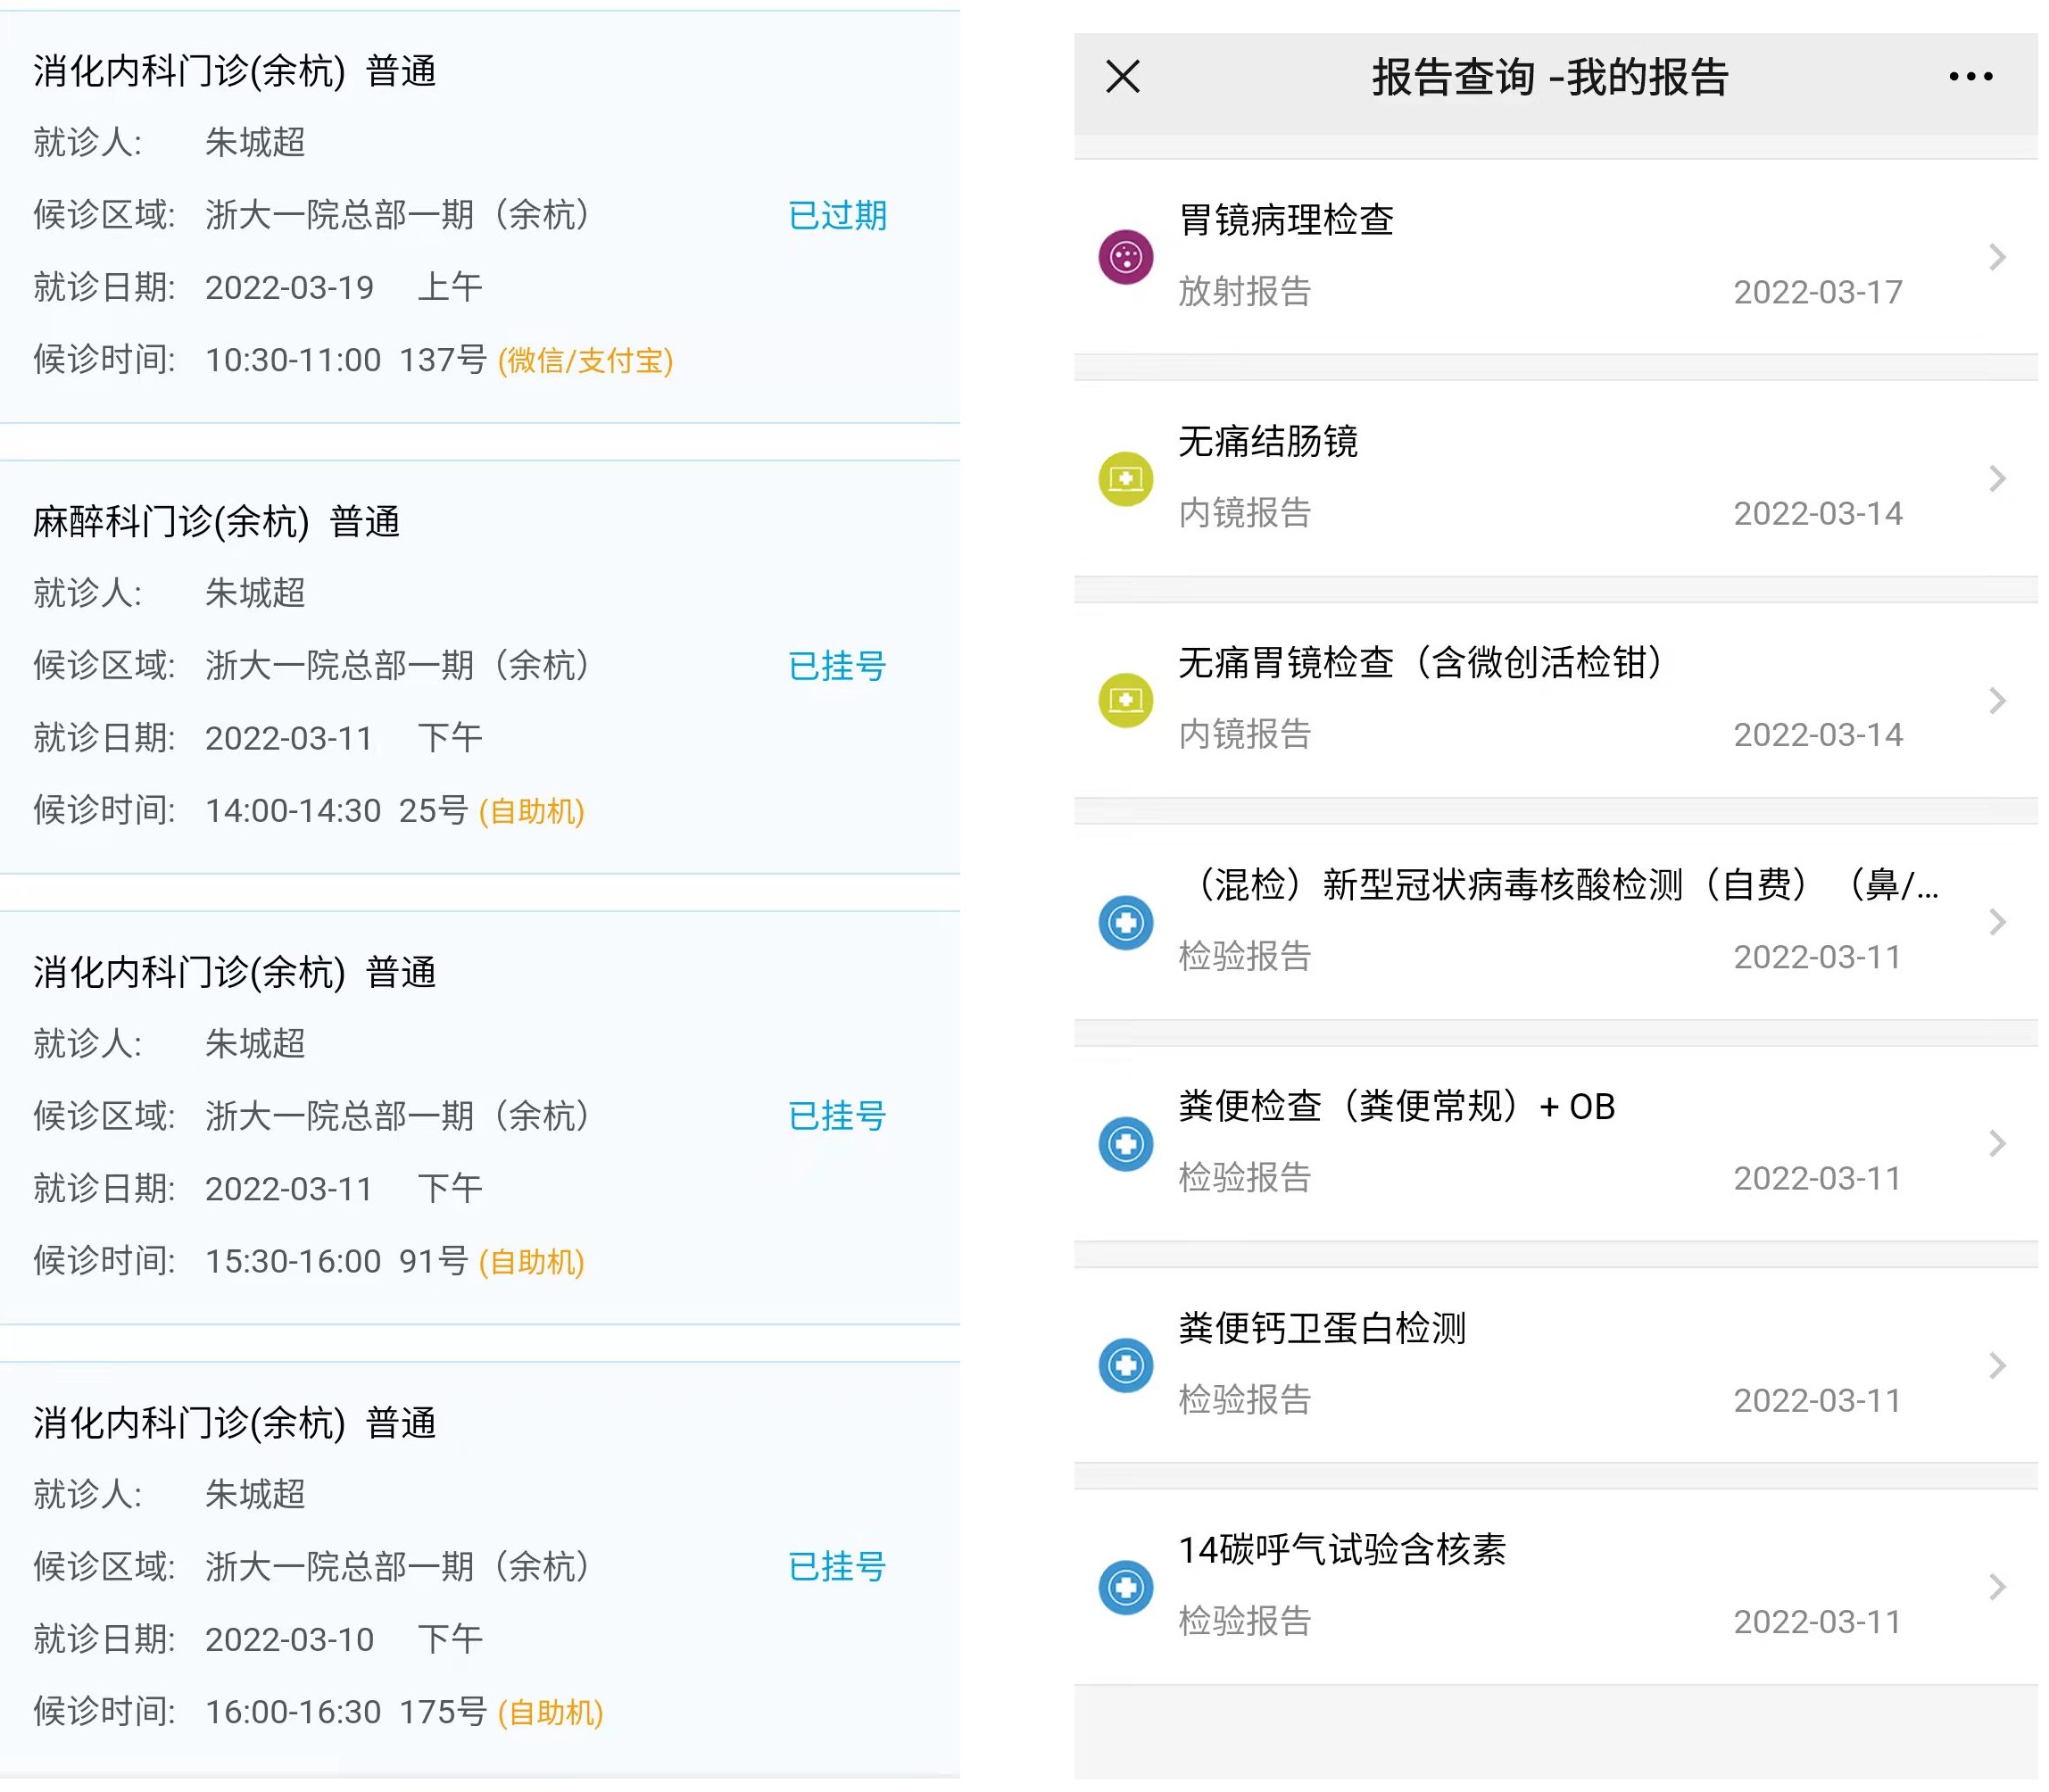 消化内科门诊(余杭) 普通
就诊人: 朱城超
候诊区域: 浙大一院总部一期（余杭） 已过期
就诊日期: 2022-03-19 上午
候诊时间: 10:30-11:00 137号 (微信/支付宝)
麻醉科门诊(余杭) 普通
就诊人: 朱城超
候诊区域: 浙大一院总部一期（余杭） 已挂号
就诊日期: 2022-03-11 下午
候诊时间: 14:00-14:30 25号 (自助机)
消化内科门诊(余杭) 普通
就诊人: 朱城超
候诊区域: 浙大一院总部一期（余杭） 已挂号
就诊日期: 2022-03-11 下午
候诊时间: 15:30-16:00 91号 (自助机)
消化内科门诊(余杭) 普通
就诊人: 朱城超
候诊区域: 浙大一院总部一期（余杭） 已挂号
就诊日期: 2022-03-10 下午
候诊时间: 16:00-16:30 175号 (自助机)
报告查询 -我的报告
胃镜病理检查
放射报告 2022-03-17
无痛结肠镜
内镜报告 2022-03-14
无痛胃镜检查（含微创活检钳）
内镜报告 2022-03-14
（混检）新型冠状病毒核酸检测（自费）（鼻/...
检验报告 2022-03-11
粪便检查（粪便常规）+ OB
检验报告 2022-03-11
粪便钙卫蛋白检测
检验报告 2022-03-11
14碳呼气试验含核素
检验报告 2022-03-11